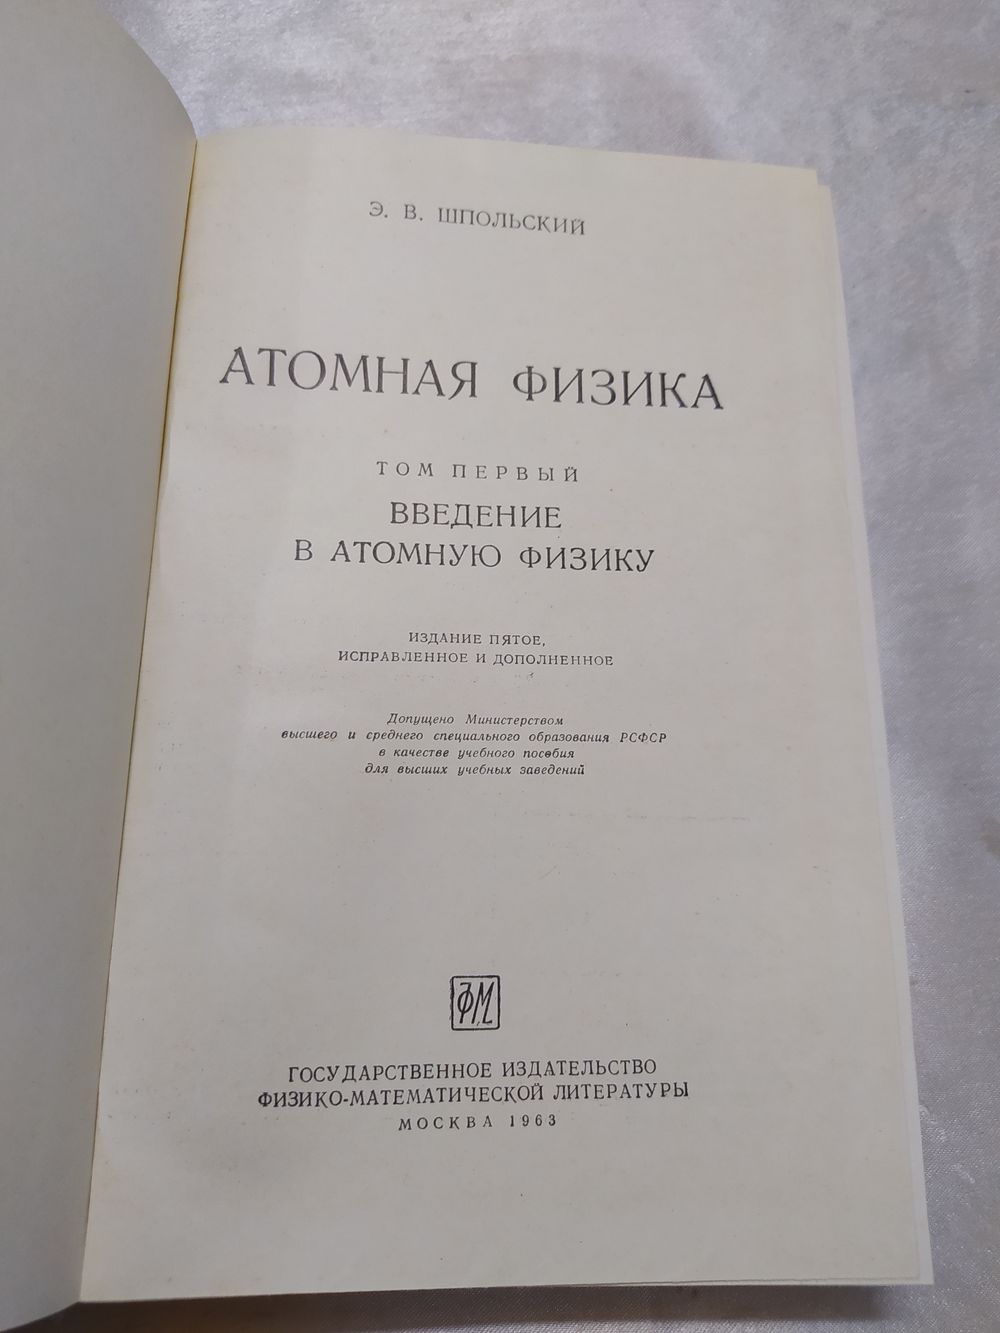 Э. В. ШПОЛЬСКИЙ
АТОМНАЯ ФИЗИКА
ТОМ ПЕРВЫЙ
ВВЕДЕНИЕ
В АТОМНУЮ ФИЗИКУ
ИЗДАНИЕ ПЯТОЕ,
ИСПРАВЛЕННОЕ И ДОПОЛНЕННОЕ
Допущено Министерством
высшего и среднего специального образования РСФСР
в качестве учебного пособия
для высших учебных заведений
ФМЛ
ГОСУДАРСТВЕННОЕ ИЗДАТЕЛЬСТВО
ФИЗИКО-МАТЕМАТИЧЕСКОЙ ЛИТЕРАТУРЫ
МОСКВА 1963